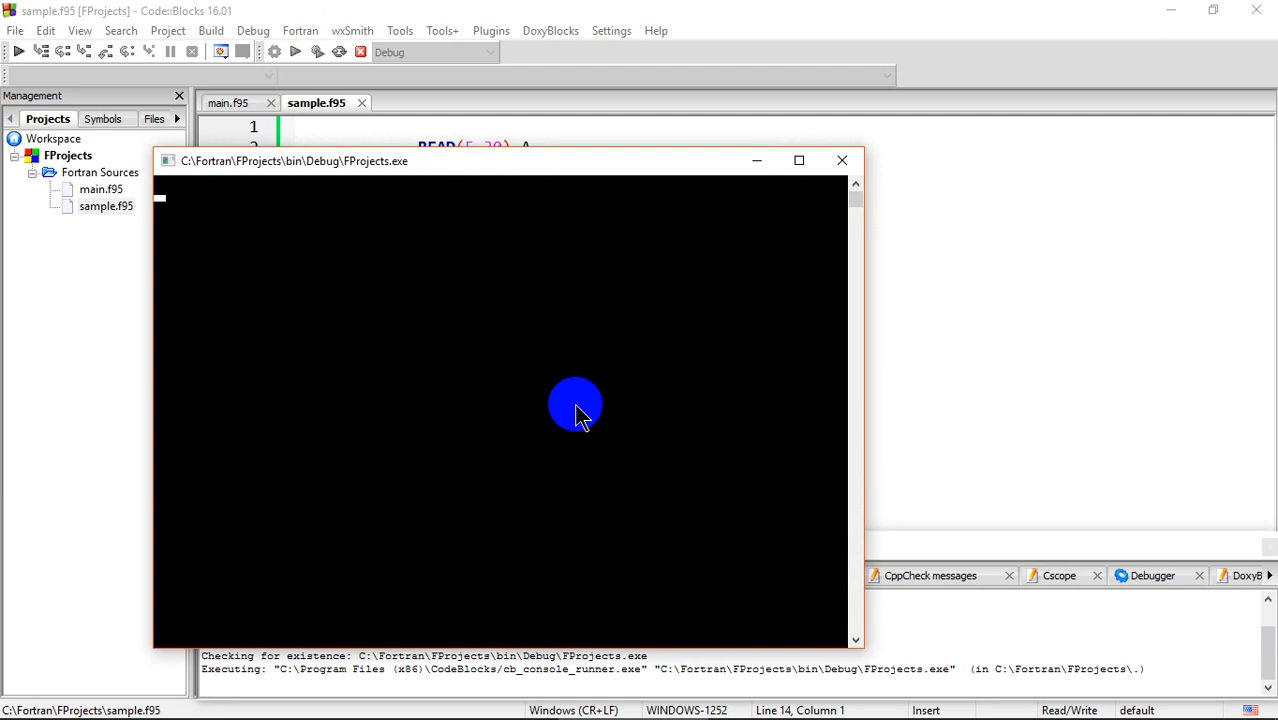 sample.f95 [FProjects] - Code::Blocks 16.01
File Edit View Search Project Build Debug Fortran wxSmith Tools Tools+ Plugins DoxyBlocks Settings Help
Debug
Management
main.f95 sample.f95
Projects Symbols Files
1
Workspace
FProjects
Fortran Sources
main.f95
sample.f95
C:\Fortran\FProjects\bin\Debug\FProjects.exe
CppCheck messages Cscope Debugger DoxyB
Checking for existence: C:\Fortran\FProjects\bin\Debug\FProjects.exe
Executing: "C:\Program Files (x86)\CodeBlocks/cb_console_runner.exe" "C:\Fortran\FProjects\bin\Debug\FProjects.exe" (in C:\Fortran\FProjects\.)
C:\Fortran\FProjects\sample.f95 Windows (CR+LF) WINDOWS-1252 Line 14, Column 1 Insert Read/Write default